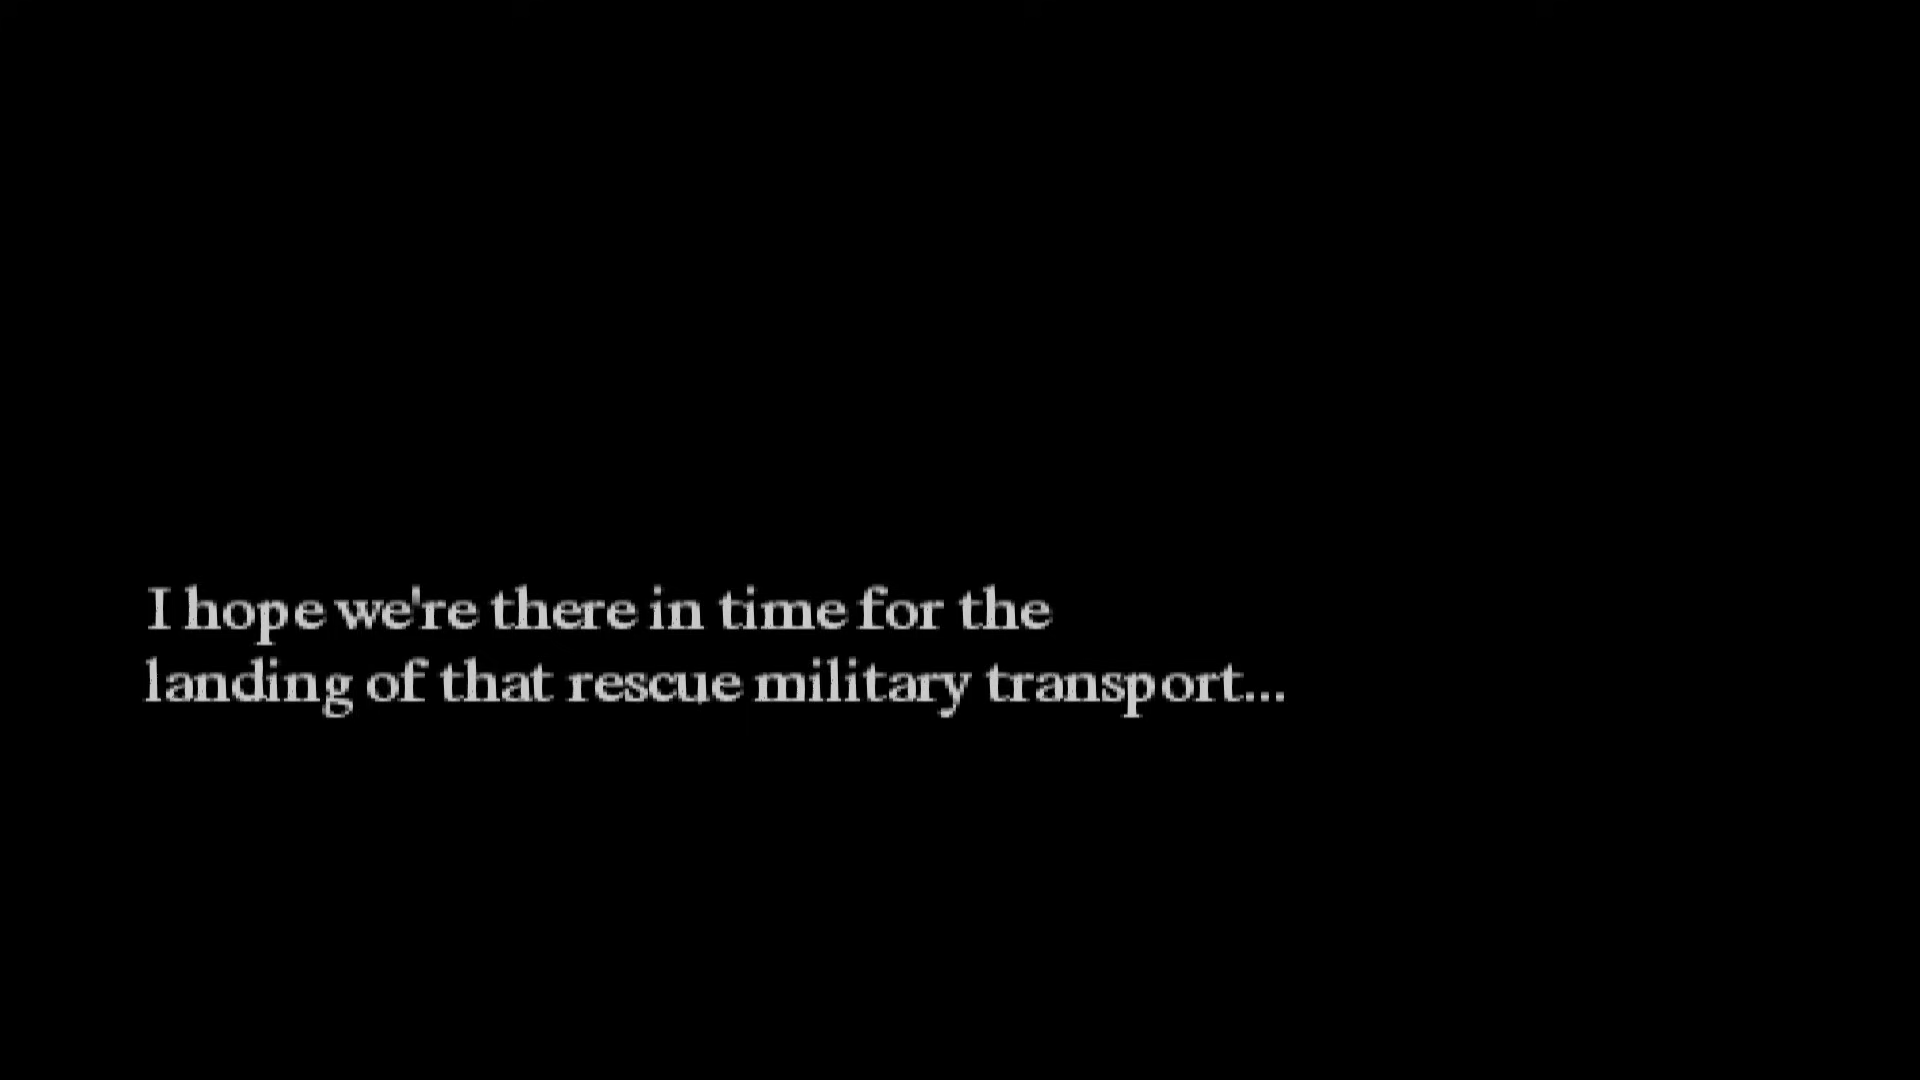 I hope we're there in time for the
landing of that rescue military transport...